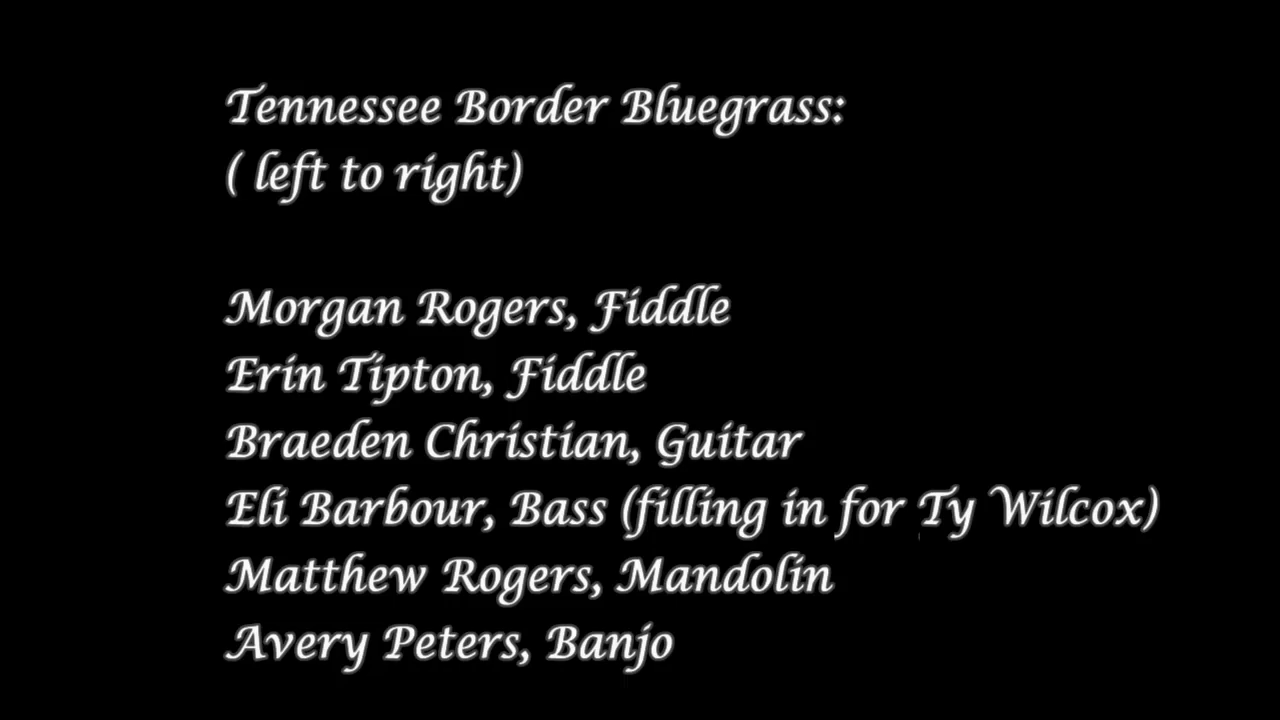 Tennessee Border Bluegrass:
( left to right)
Morgan Rogers, Fiddle
Erin Tipton, Fiddle
Braeden Christian, Guitar
Eli Barbour, Bass (filling in for Ty Wilcox)
Matthew Rogers, Mandolin
Avery Peters, Banjo